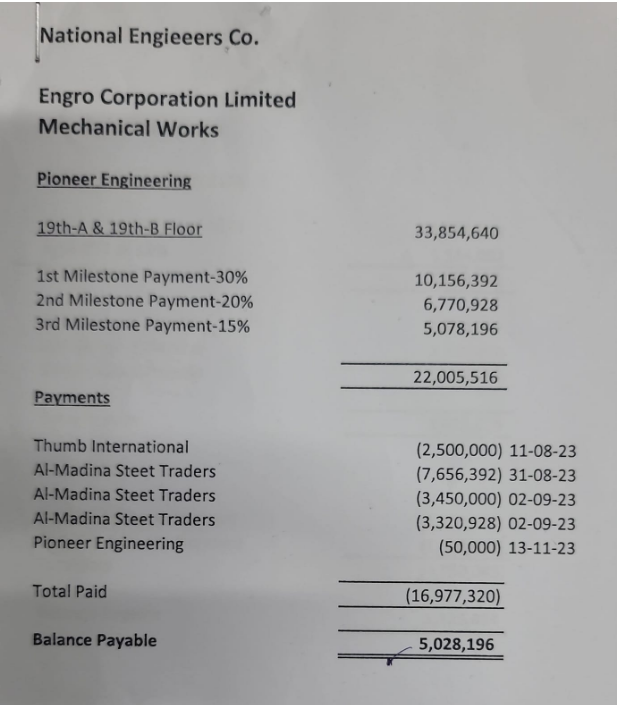 National Engieeers Co.
Engro Corporation Limited
Mechanical Works
Pioneer Engineering
19th-A & 19th-B Floor 33,854,640
1st Milestone Payment-30% 10,156,392
2nd Milestone Payment-20% 6,770,928
3rd Milestone Payment-15% 5,078,196
22,005,516
Payments
Thumb International (2,500,000) 11-08-23
Al-Madina Steet Traders (7,656,392) 31-08-23
Al-Madina Steet Traders (3,450,000) 02-09-23
Al-Madina Steet Traders (3,320,928) 02-09-23
Pioneer Engineering (50,000) 13-11-23
Total Paid (16,977,320)
Balance Payable 5,028,196